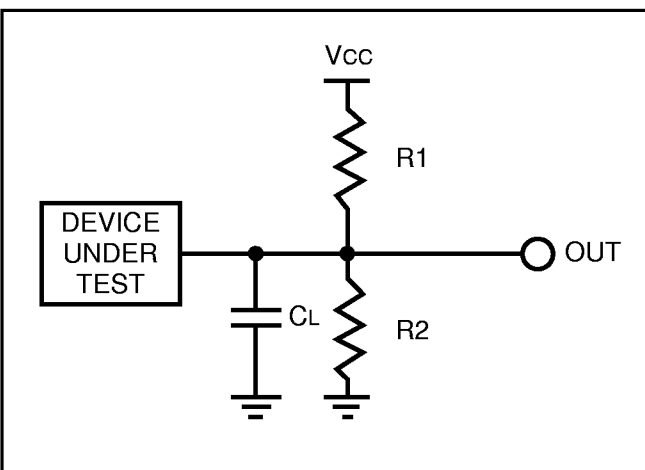 Vcc
R1
DEVICE
UNDER
TEST
OUT
CL
R2